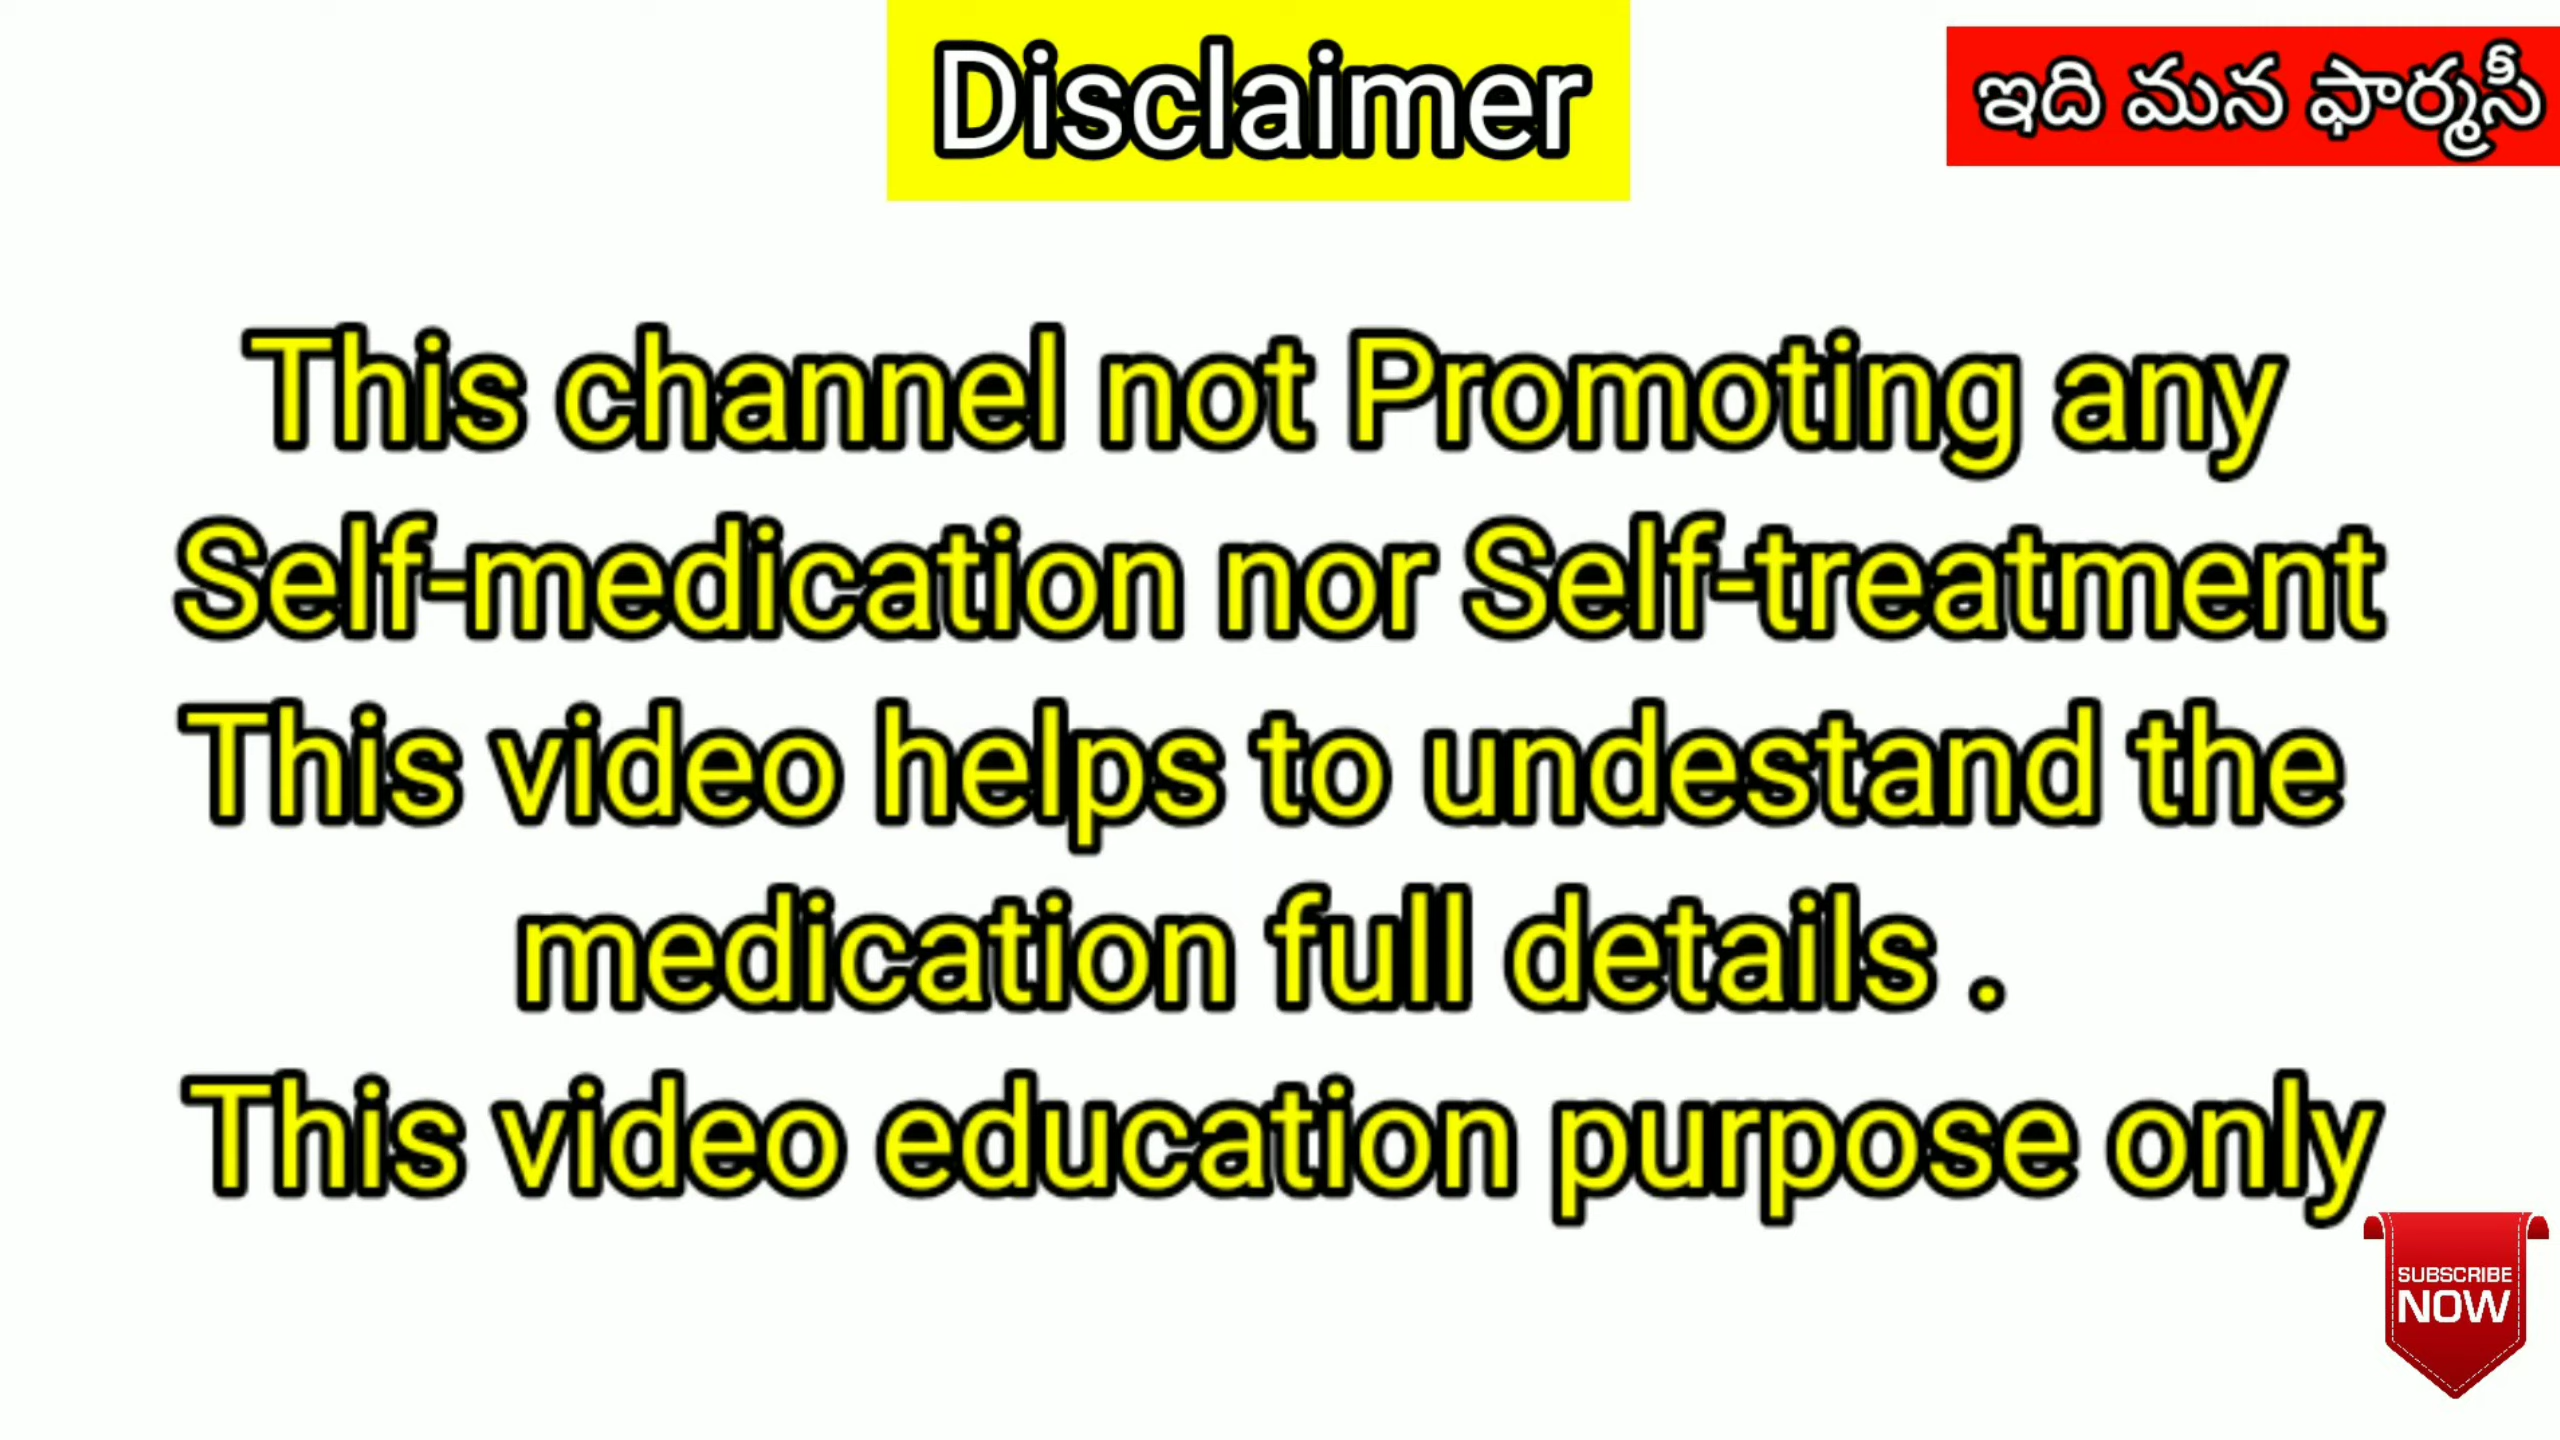 Disclaimer
ఇది మన ఫార్మసీ
This channel not Promoting any
Self-medication nor Self-treatment
This video helps to undestand the
medication full details .
This video education purpose only
SUBSCRIBE
NOW